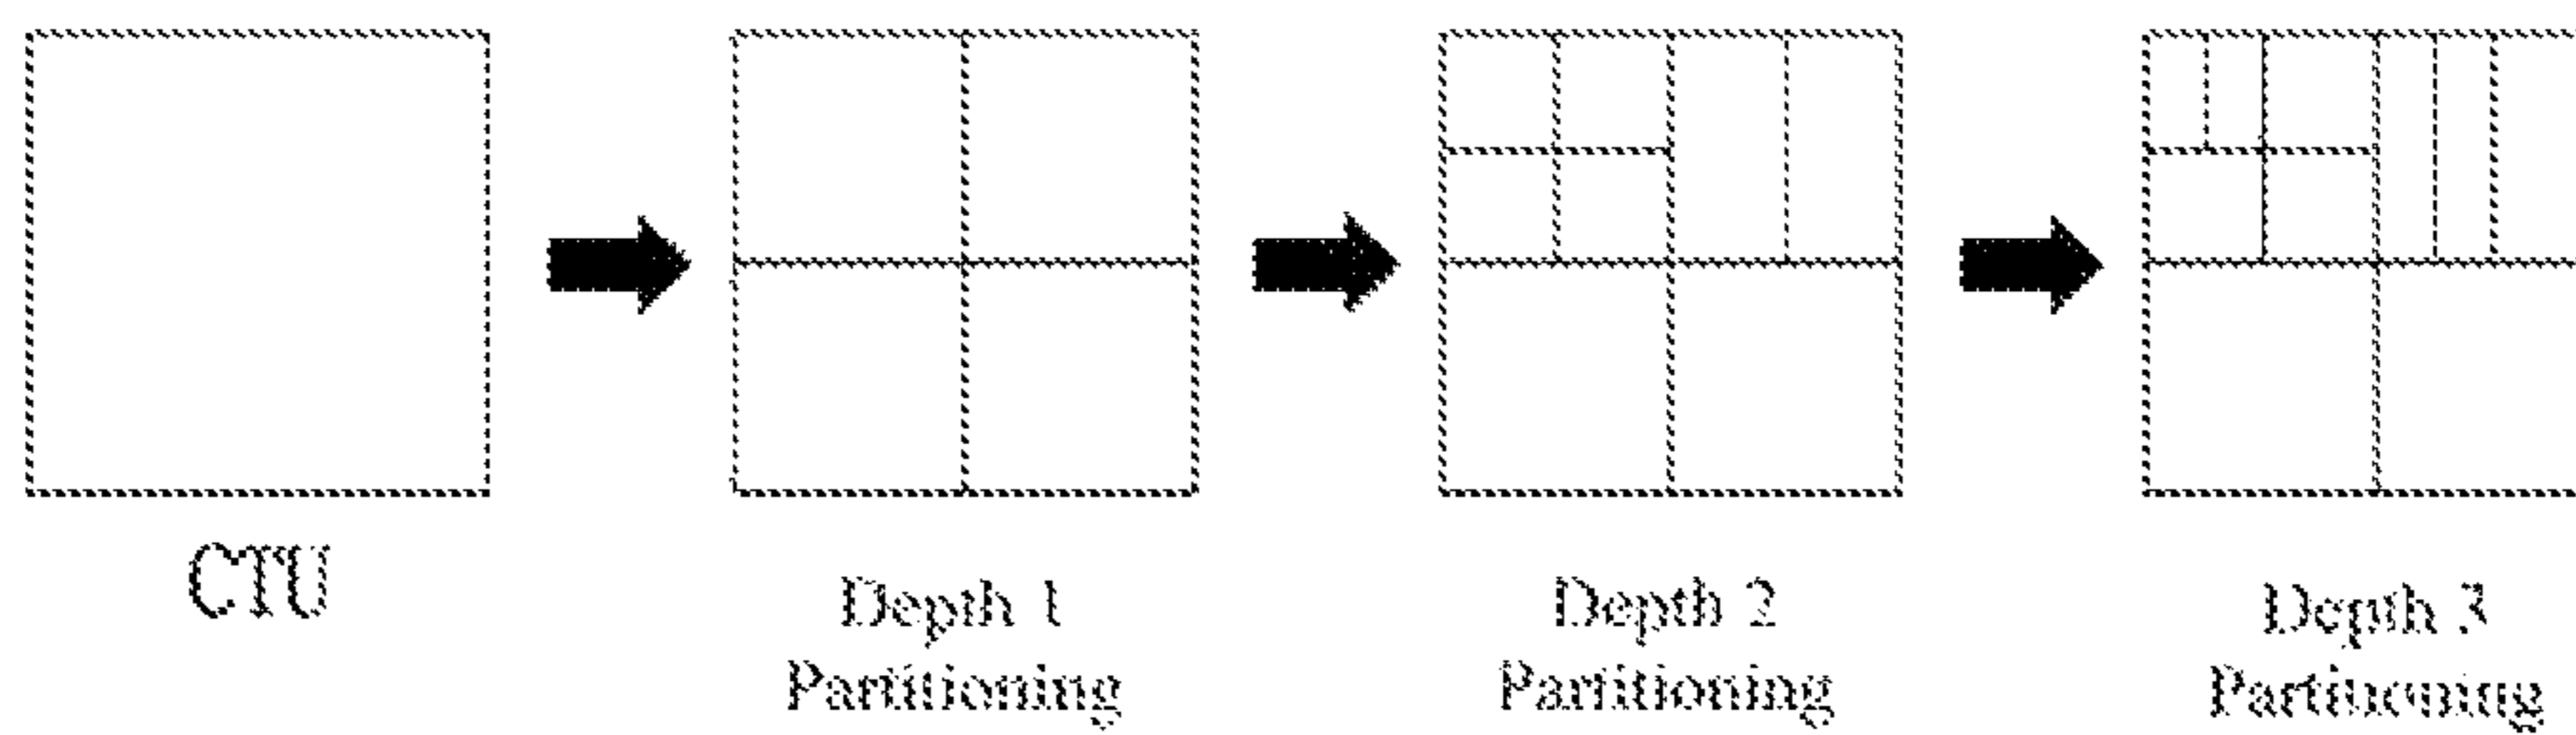 CTU
Depth 1
Partitioning
Depth 2
Partitioning
Depth 3
Partitioning